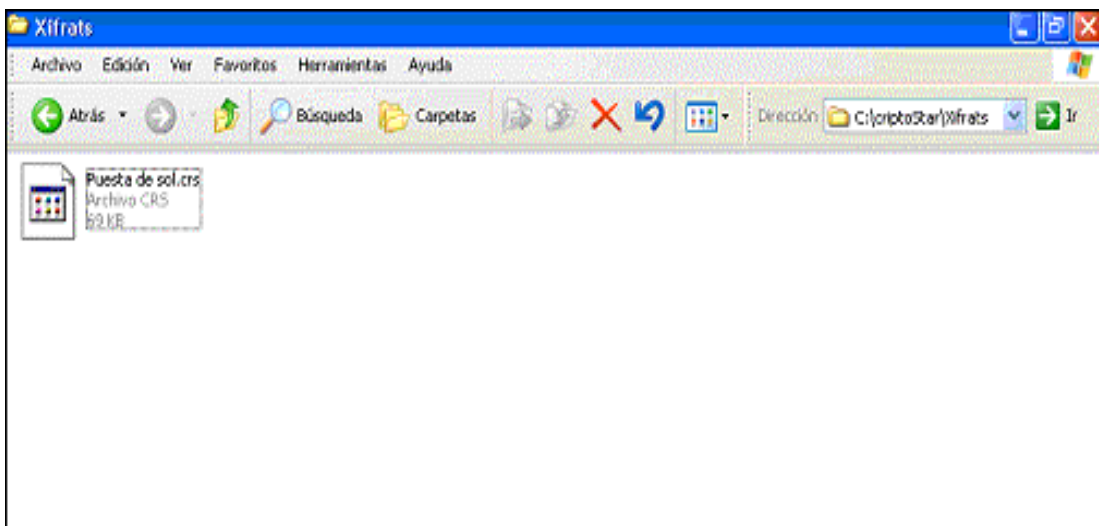 Xifrats
Archivo Edición Ver Favoritos Herramientas Ayuda
Atrás Búsqueda Carpetas Dirección C:\criptoStar\Xifrats Ir
Puesta de sol.crs
Archivo CRS
69 KB